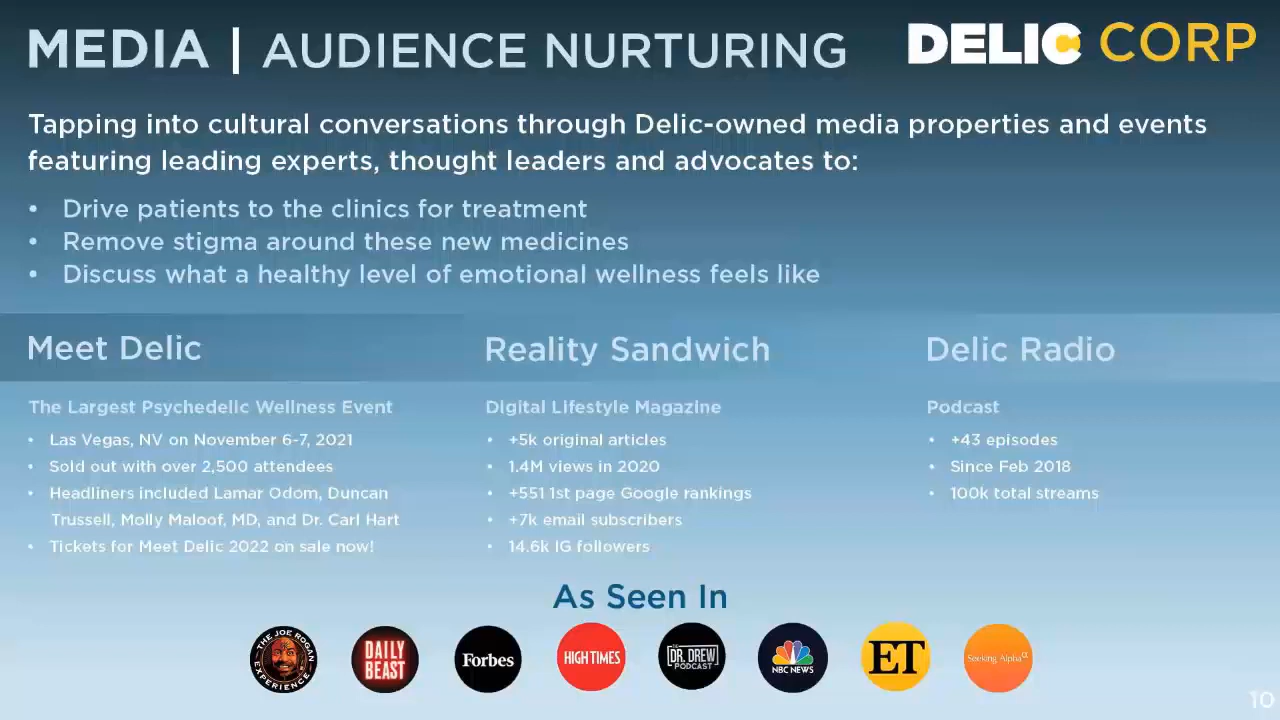 MEDIA | AUDIENCE NURTURING
DELIC CORP
Tapping into cultural conversations through Delic-owned media properties and events
featuring leading experts, thought leaders and advocates to:
• Drive patients to the clinics for treatment
• Remove stigma around these new medicines
• Discuss what a healthy level of emotional wellness feels like
Meet Delic
The Largest Psychedelic Wellness Event
• Las Vegas, NV on November 6-7, 2021
• Sold out with over 2,500 attendees
• Headliners included Lamar Odom, Duncan
Trussell, Molly Maloof, MD, and Dr. Carl Hart
• Tickets for Meet Delic 2022 on sale now!
Reality Sandwich
Digital Lifestyle Magazine
• +5k original articles
• 1.4M views in 2020
• +551 1st page Google rankings
• +7k email subscribers
• 14.6k IG followers
Delic Radio
Podcast
• +43 episodes
• Since Feb 2018
• 100k total streams
As Seen In
THE JOE ROGAN
EXPERIENCE
DAILY
BEAST
Forbes
HIGH TIMES
THE
DR. DREW
PODCAST
NBC NEWS
ET
Seeking Alpha α
10